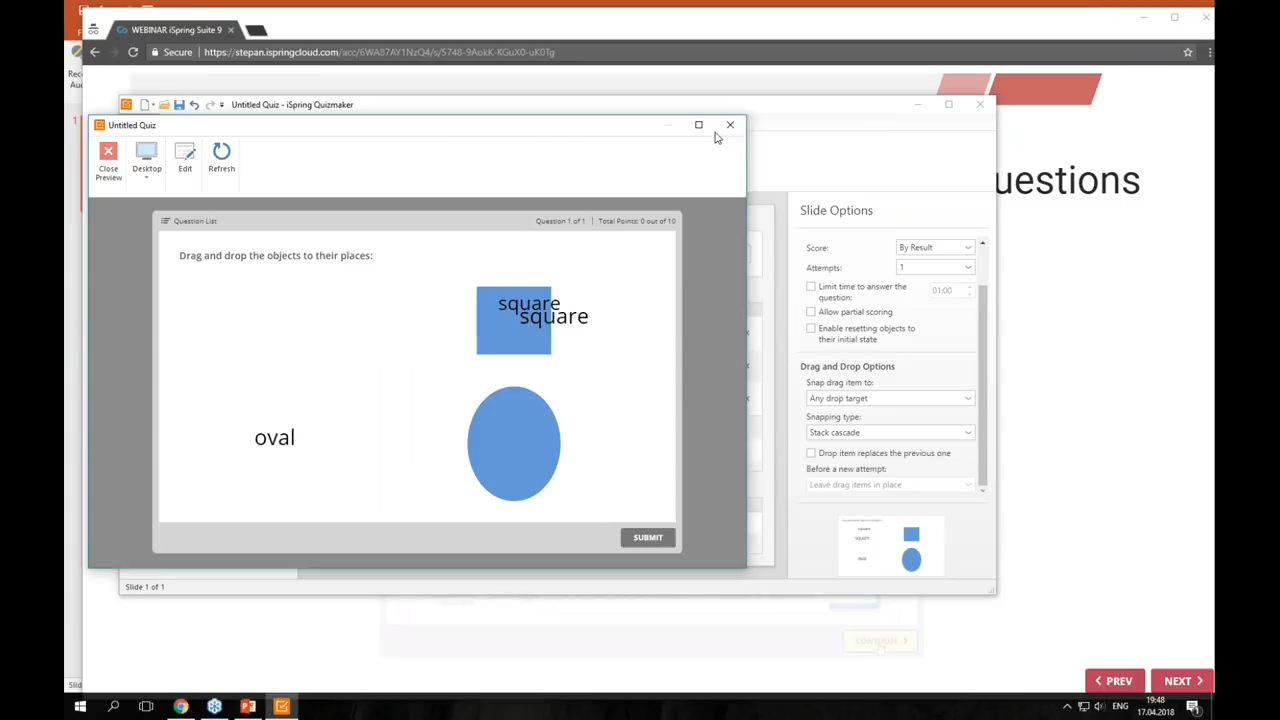 WEBINAR iSpring Suite 9
Secure
https://stepan.ispringcloud.com/acc/6WA87AY1NzQ4/s/5748-9AokK-KGuX0-uK0Tg
Untitled Quiz - iSpring Quizmaker
Untitled Quiz
Close Preview
Desktop
Edit
Refresh
uestions
Slide Options
Question List
Question 1 of 1
Total Points: 0 out of 10
Drag and drop the objects to their places:
square
square
oval
SUBMIT
Score:
By Result
Attempts:
1
Limit time to answer the
question:
01:00
Allow partial scoring
Enable resetting objects to
their initial state
Drag and Drop Options
Snap drag item to:
Any drop target
Snapping type:
Stack cascade
Drop item replaces the previous one
Before a new attempt:
Leave drag items in place
square
square
oval
Slide 1 of 1
CONTINUE
PREV
NEXT
Slid
ENG
19:48
17.04.2018